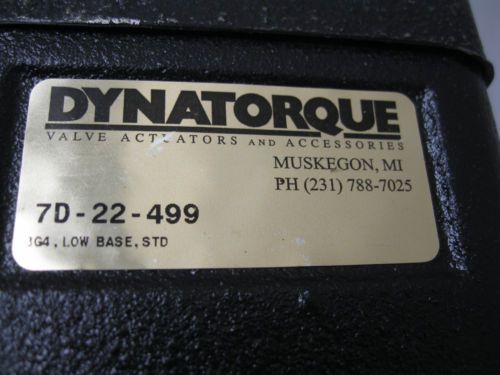 DYNATORQUE
VALVE ACTUATORS AND ACCESSORIES
MUSKEGON, MI
PH (231) 788-7025
7D-22-499
LOW BASE, STD